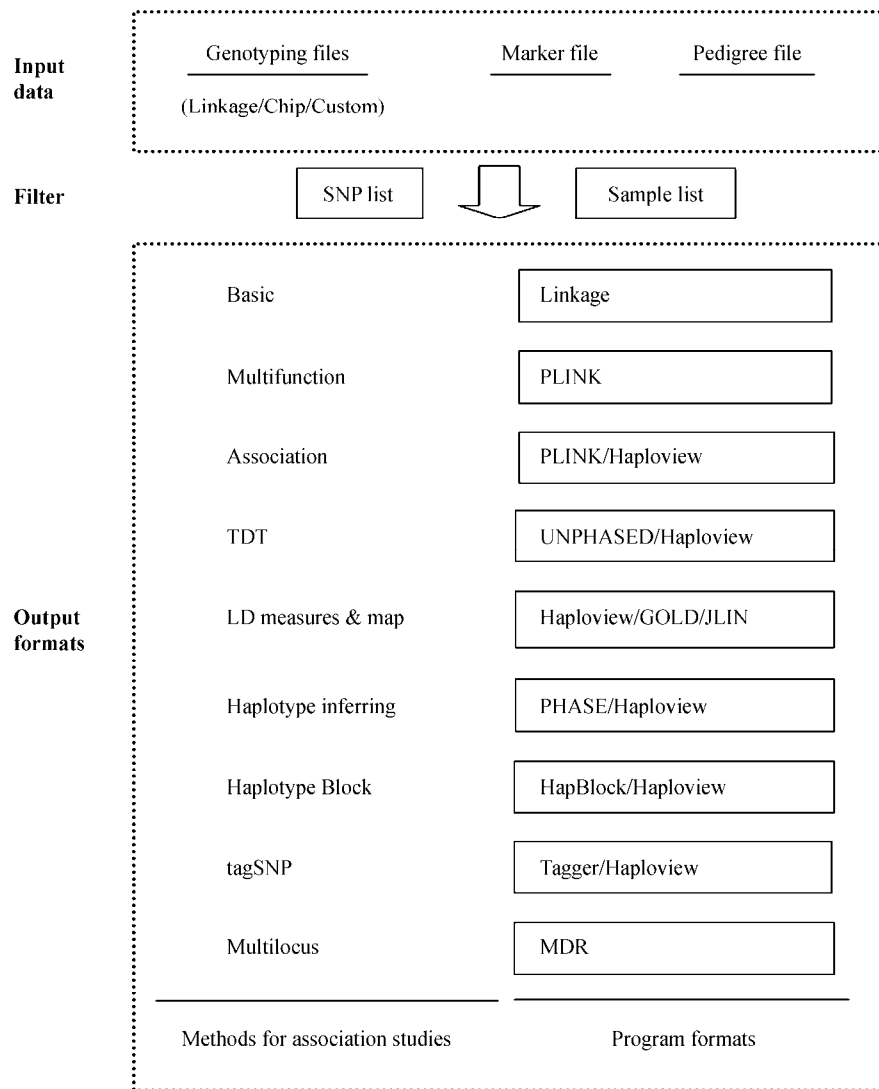 Input
data
Genotyping files
Marker file
Pedigree file
(Linkage/Chip/Custom)
Filter
SNP list
Sample list
Output
formats
Basic
Linkage
Multifunction
PLINK
Association
PLINK/Haploview
TDT
UNPHASED/Haploview
LD measures & map
Haploview/GOLD/JLIN
Haplotype inferring
PHASE/Haploview
Haplotype Block
HapBlock/Haploview
tagSNP
Tagger/Haploview
Multilocus
MDR
Methods for association studies
Program formats